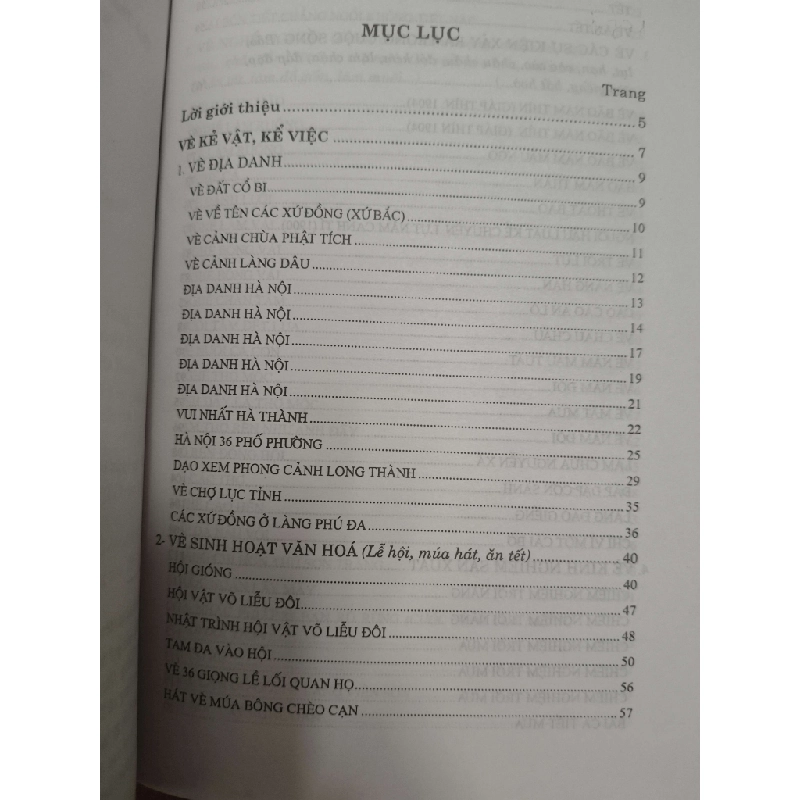 MỤC LỤC
Trang
Lời giới thiệu 5
VÈ KỂ VẬT, KỂ VIỆC 7
1. VÈ ĐỊA DANH 9
VÈ ĐẤT CỔ BI 9
VÈ VỀ TÊN CÁC XỨ ĐỒNG (XỨ BẮC) 10
VÈ CẢNH CHÙA PHẬT TÍCH 11
VÈ CẢNH LÀNG DÂU 12
ĐỊA DANH HÀ NỘI 13
ĐỊA DANH HÀ NỘI 14
ĐỊA DANH HÀ NỘI 17
ĐỊA DANH HÀ NỘI 19
ĐỊA DANH HÀ NỘI 21
VUI NHẤT HÀ THÀNH 22
HÀ NỘI 36 PHỐ PHƯỜNG 25
DẠO XEM PHONG CẢNH LONG THÀNH 29
VÈ CHỢ LỤC TỈNH 35
CÁC XỨ ĐỒNG Ở LÀNG PHÚ ĐA 36
2- VÈ SINH HOẠT VĂN HOÁ (Lễ hội, múa hát, ăn tết) 40
HỘI GIÓNG 40
HỘI VẬT VÕ LIỄU ĐÔI 47
NHẬT TRÌNH HỘI VẬT VÕ LIỄU ĐÔI 48
TAM ĐA VÀO HỘI 50
VÈ 36 GIỌNG LỀ LỐI QUAN HỌ 56
HÁT VÈ MÚA BÔNG CHÈO CẠN 57